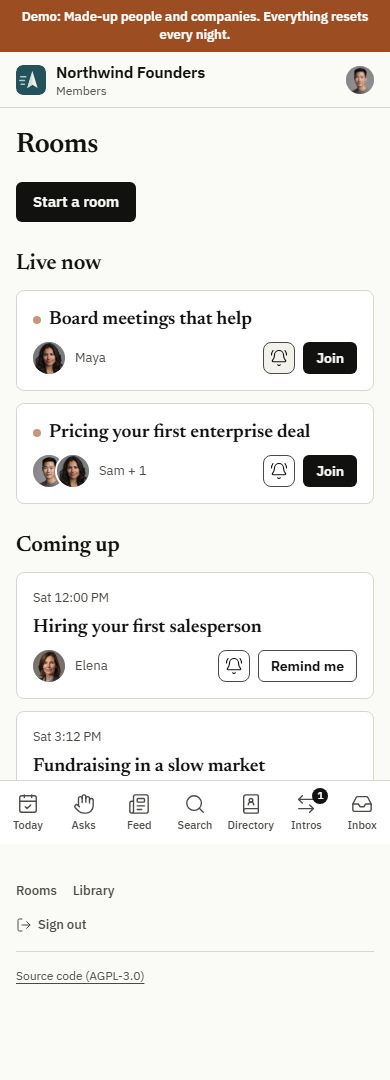 Demo: Made-up people and companies. Everything resets
every night.
Northwind Founders
Members
Rooms
Start a room
Live now
Board meetings that help
Maya
Join
Pricing your first enterprise deal
Sam + 1
Join
Coming up
Sat 12:00 PM
Hiring your first salesperson
Elena
Remind me
Sat 3:12 PM
Fundraising in a slow market
1
Today
Asks
Feed
Search
Directory
Intros
Inbox
Rooms
Library
Sign out
Source code (AGPL-3.0)